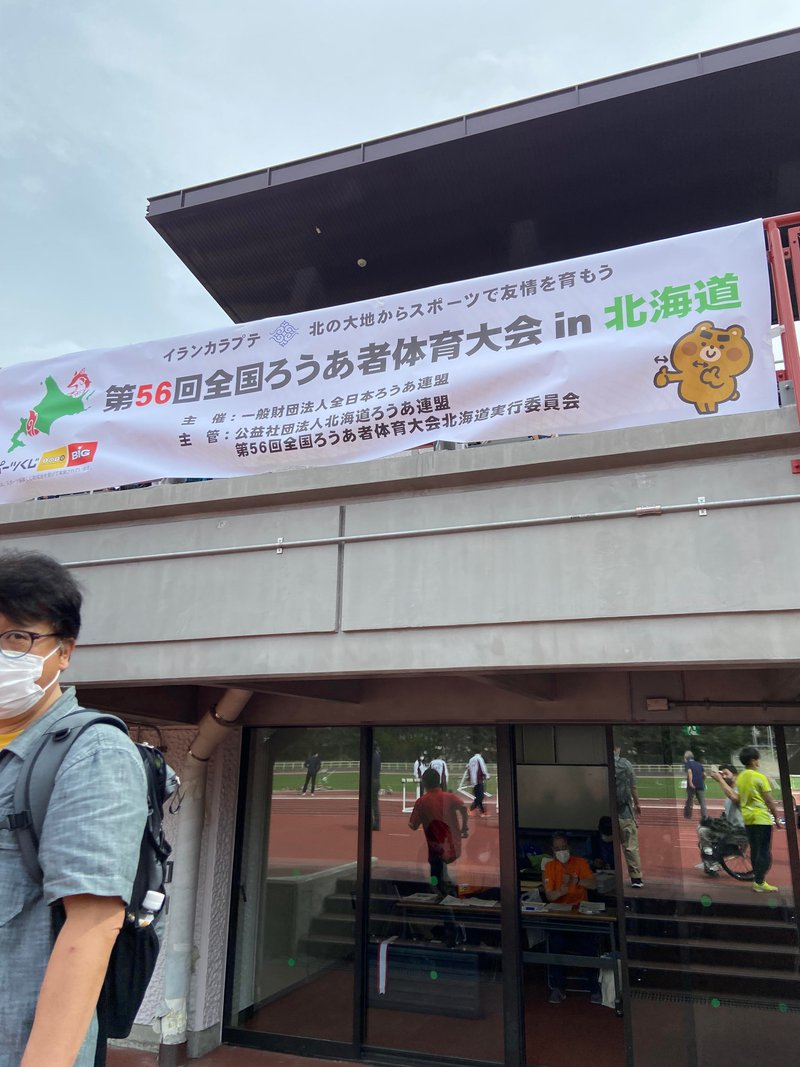 イランカラプテ 北の大地からスポーツで友情を育もう
第56回全国ろうあ者体育大会 in 北海道
主 催：一般財団法人全日本ろうあ連盟
主 管：公益社団法人北海道ろうあ連盟
第56回全国ろうあ者体育大会北海道実行委員会
ポーツくじ
BIG